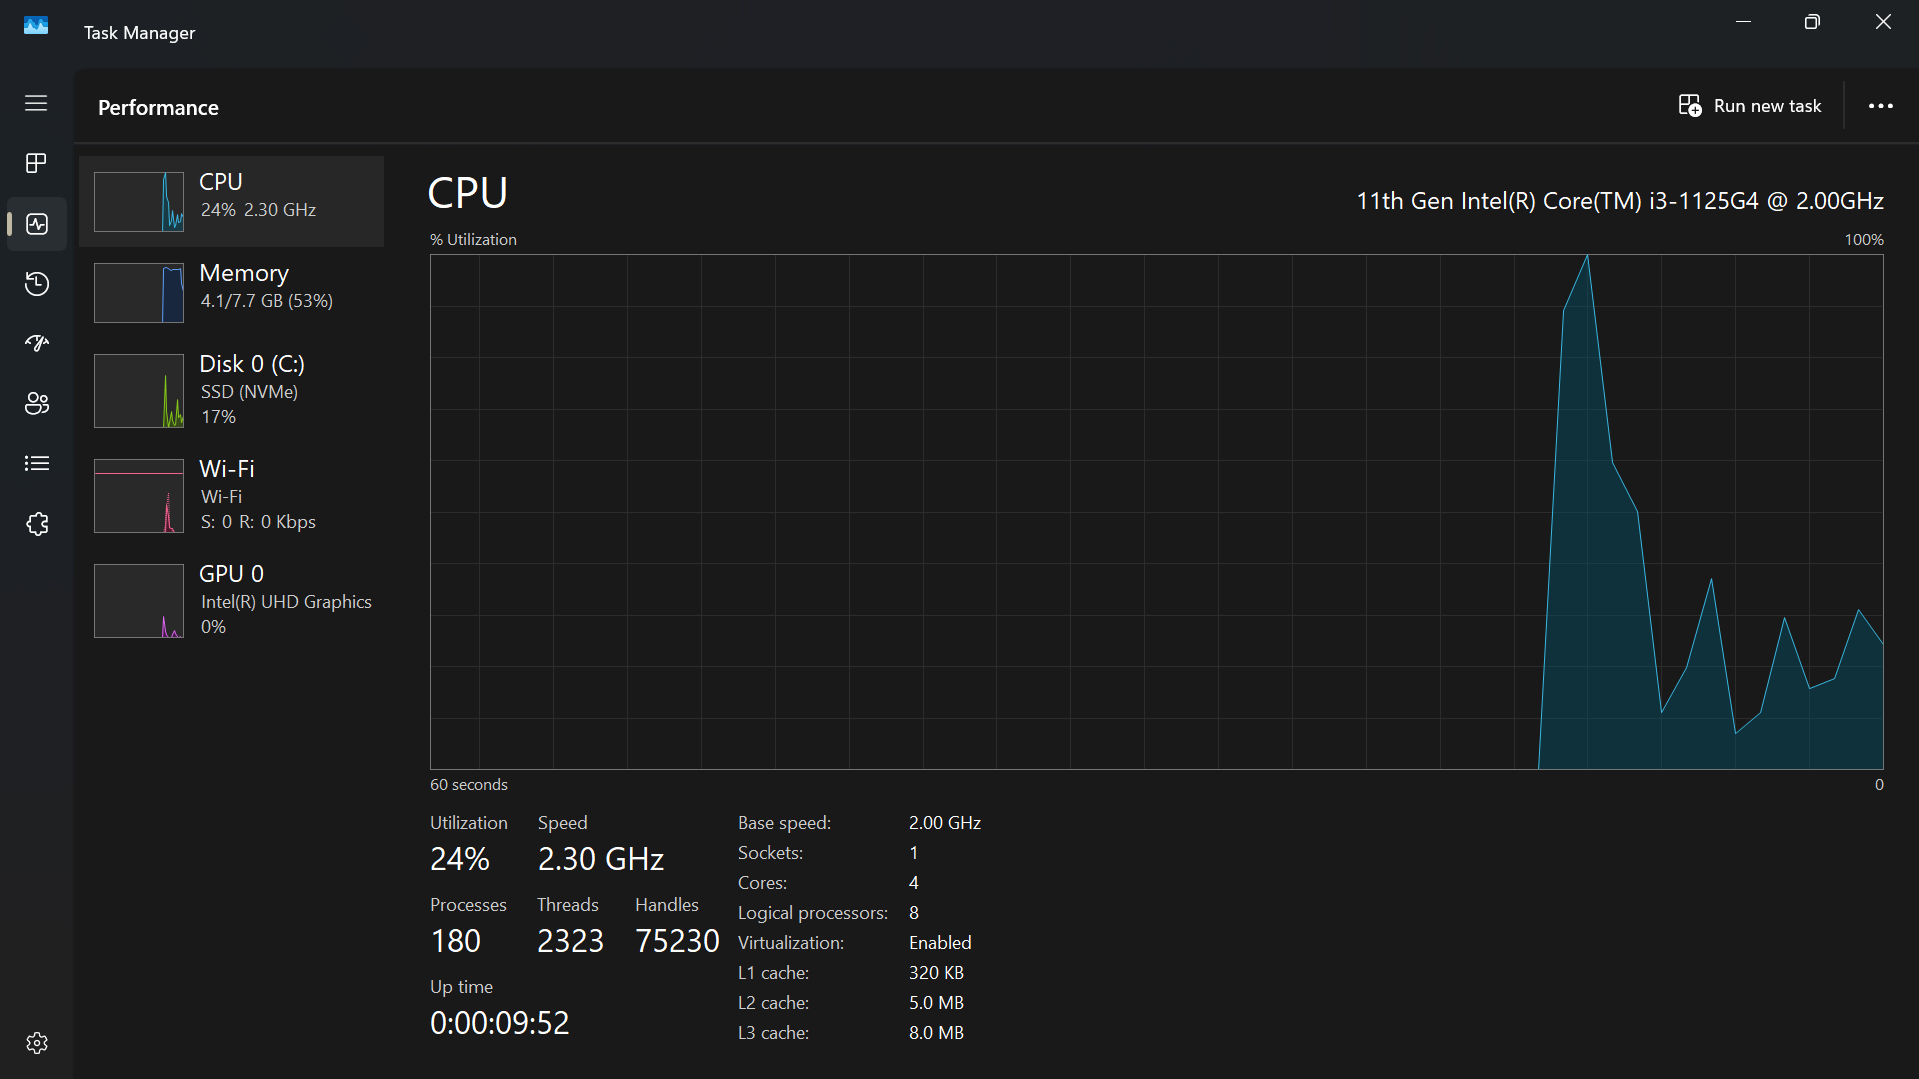 Task Manager
Performance
Run new task
CPU
24% 2.30 GHz
Memory
4.1/7.7 GB (53%)
Disk 0 (C:)
SSD (NVMe)
17%
Wi-Fi
Wi-Fi
S: 0 R: 0 Kbps
GPU 0
Intel(R) UHD Graphics
0%
CPU
11th Gen Intel(R) Core(TM) i3-1125G4 @ 2.00GHz
% Utilization
100%
60 seconds
0
Utilization
24%
Speed
2.30 GHz
Processes
180
Threads
2323
Handles
75230
Up time
0:00:09:52
Base speed: 2.00 GHz
Sockets: 1
Cores: 4
Logical processors: 8
Virtualization: Enabled
L1 cache: 320 KB
L2 cache: 5.0 MB
L3 cache: 8.0 MB